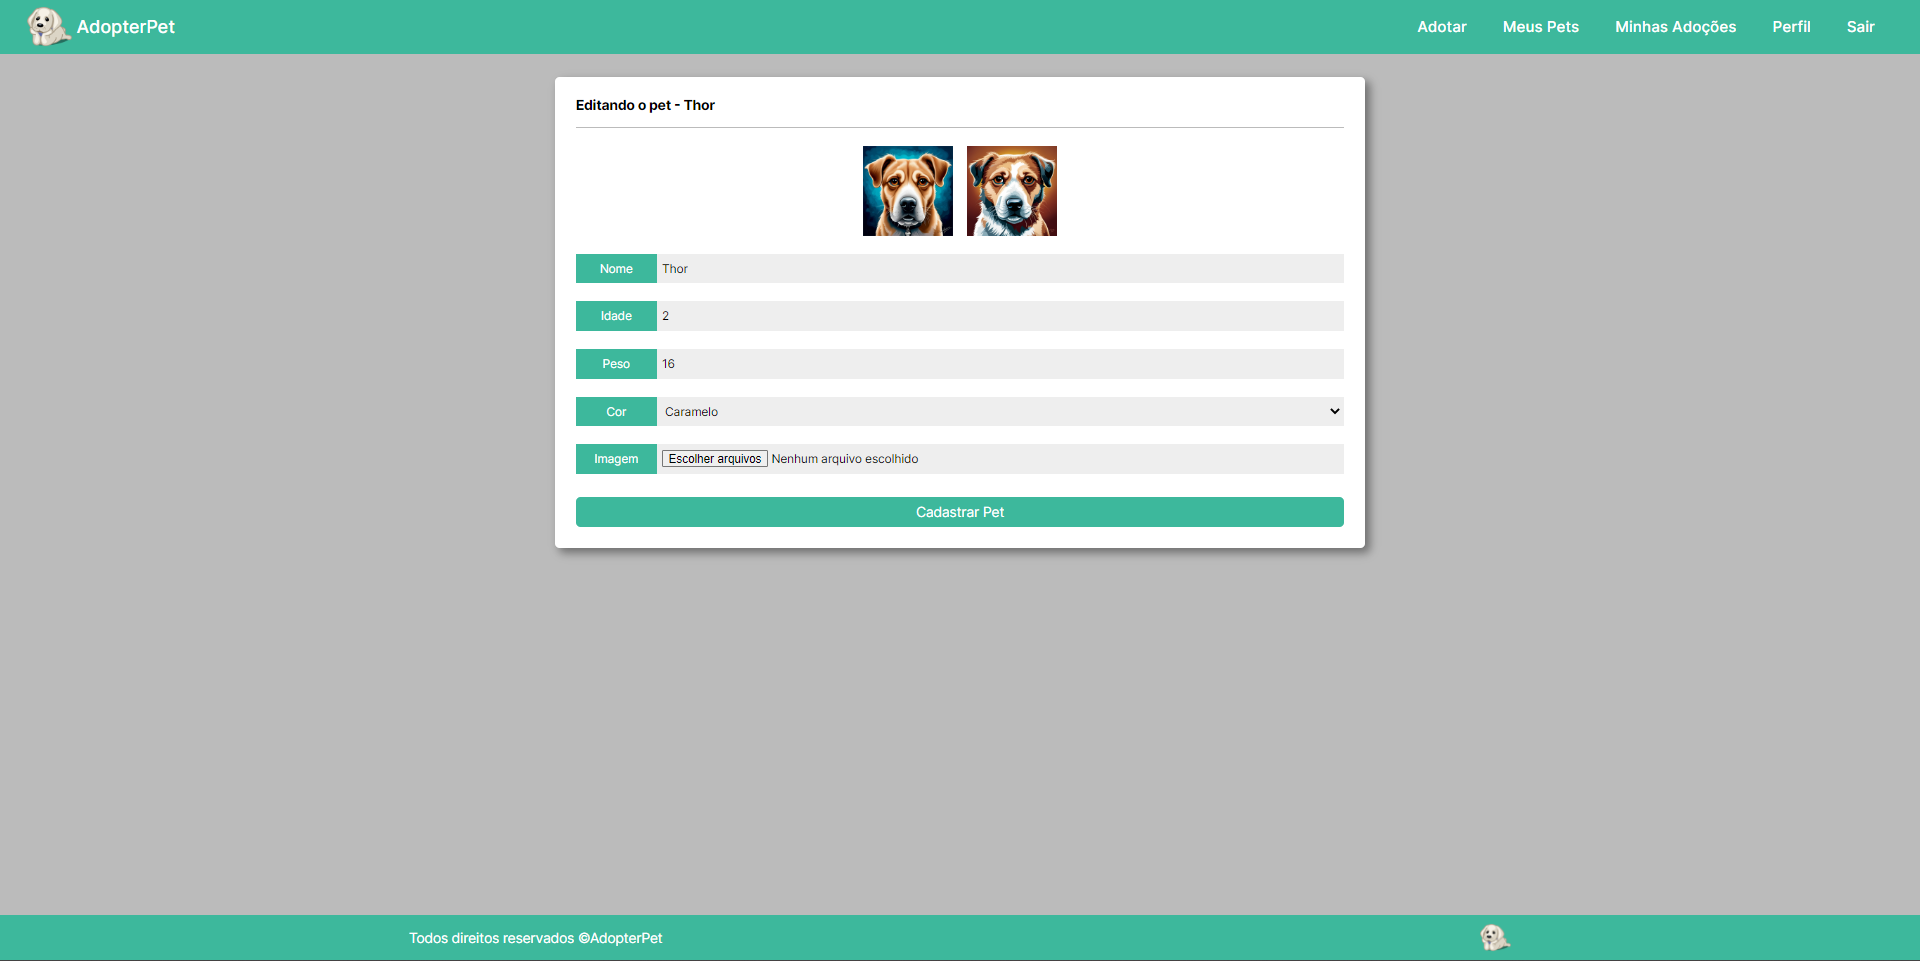 AdopterPet
Adotar Meus Pets Minhas Adoções Perfil Sair
Editando o pet - Thor
Nome Thor
Idade 2
Peso 16
Cor Caramelo
Imagem Escolher arquivos Nenhum arquivo escolhido
Cadastrar Pet
Todos direitos reservados ©AdopterPet